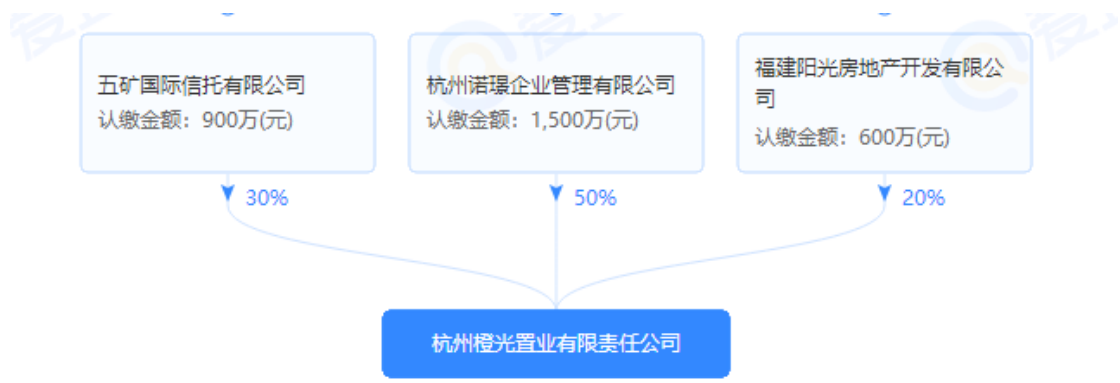 五矿国际信托有限公司
认缴金额：900万(元)
杭州诺璟企业管理有限公司
认缴金额：1,500万(元)
福建阳光房地产开发有限公
司
认缴金额：600万(元)
30%
50%
20%
杭州橙光置业有限责任公司